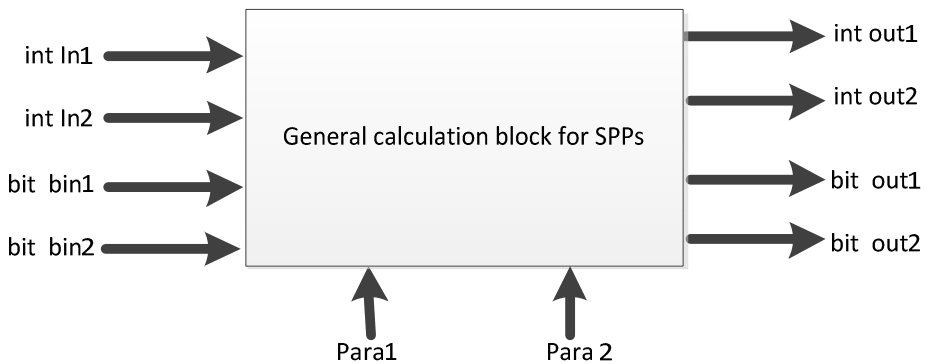 int In1
int In2
bit bin1
bit bin2
General calculation block for SPPs
int out1
int out2
bit out1
bit out2
Para1
Para 2